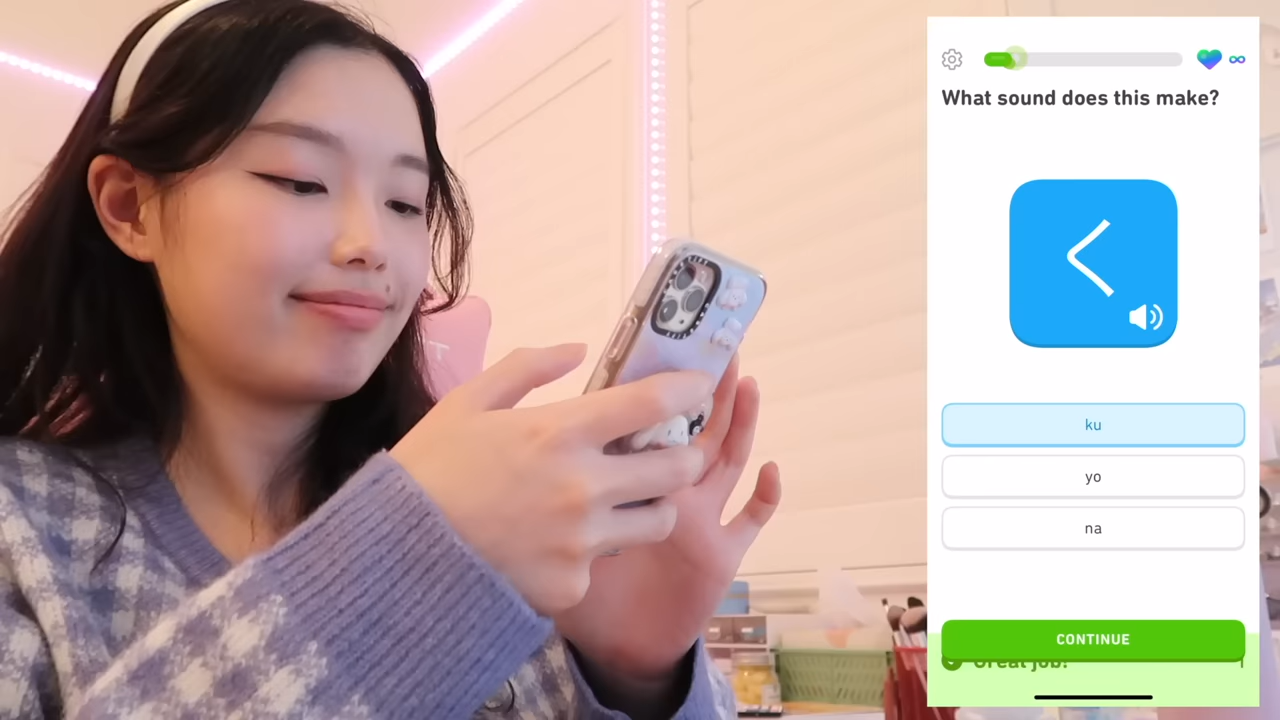 What sound does this make?
く
ku
yo
na
CONTINUE
Great job!